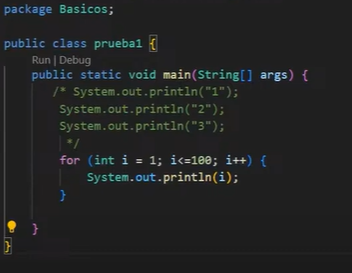 package Basicos;
public class prueba1 {
Run | Debug
public static void main(String[] args) {
/* System.out.println("1");
System.out.println("2");
System.out.println("3");
*/
for (int i = 1; i<=100; i++) {
System.out.println(i);
}
}
}